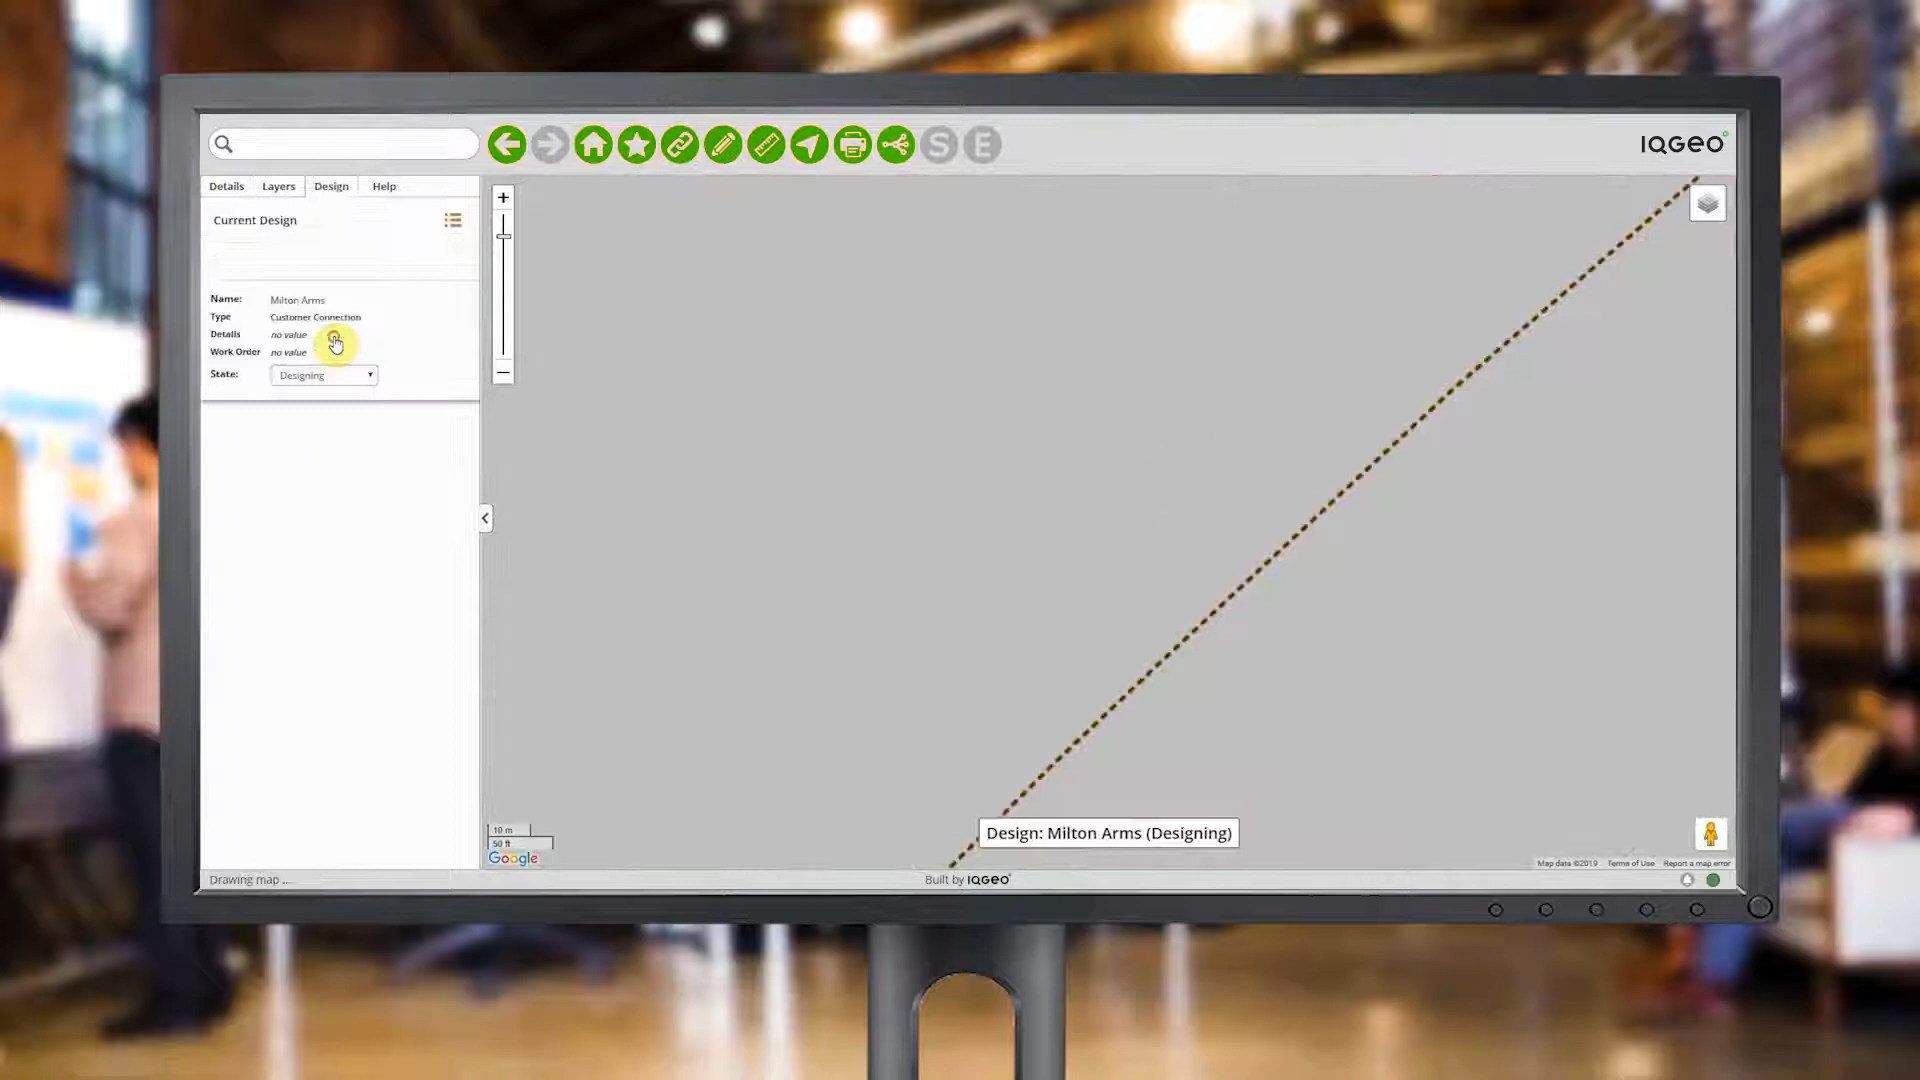 S E
IQGEO
Details Layers Design Help
Current Design
Name: Milton Arms
Type Customer Connection
Details no value
Work Order no value
State: Designing
+
−
10 m
50 ft
Google
Design: Milton Arms (Designing)
Map data ©2019 Terms of Use Report a map error
Drawing map ....
Built by IQGEO